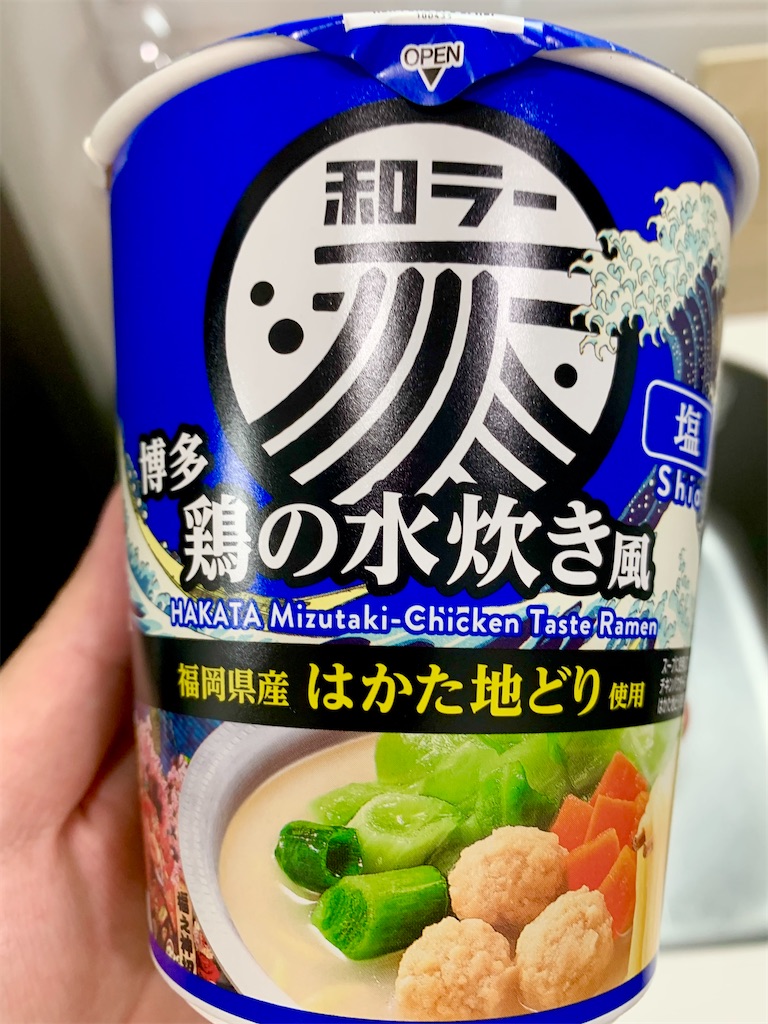 OPEN
和ラー
博多
鶏の水炊き風
塩
HAKATA Mizutaki-Chicken Taste Ramen
福岡県産 はかた地どり 使用